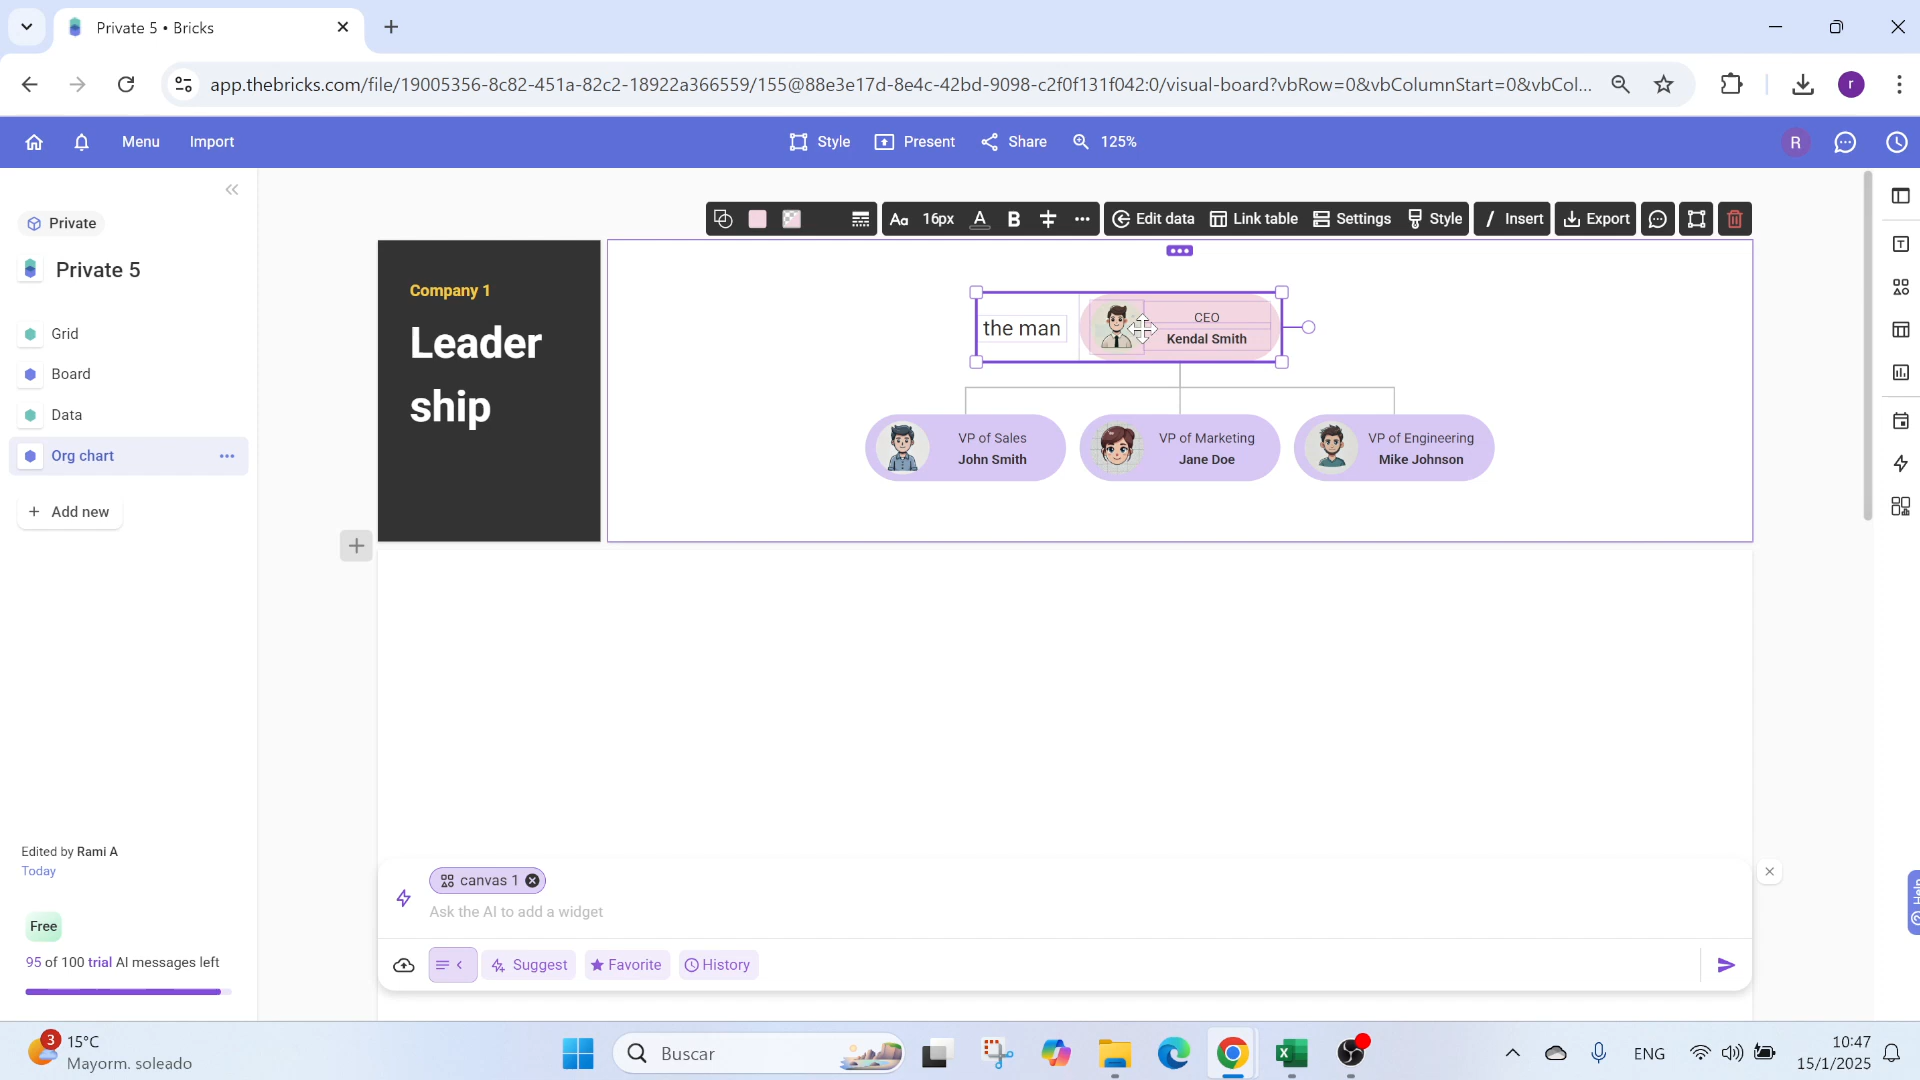 Private 5 • Bricks
app.thebricks.com/file/19005356-8c82-451a-82c2-18922a366559/155@88e3e17d-8e4c-42bd-9098-c2f0f131f042:0/visual-board?vbRow=0&vbColumnStart=0&vbCol...
r
Menu
Import
Style
Present
Share
125%
R
Private
Private 5
Grid
Board
Data
Org chart
Add new
Edited by Rami A
Today
Free
95 of 100 trial AI messages left
Aa
16px
A
B
Edit data
Link table
Settings
Style
Insert
Export
Company 1
Leader
ship
the man
CEO
Kendal Smith
VP of Sales
John Smith
VP of Marketing
Jane Doe
VP of Engineering
Mike Johnson
canvas 1
Ask the AI to add a widget
Suggest
Favorite
History
Help
3
15°C
Mayorm. soleado
Buscar
ENG
10:47
15/1/2025